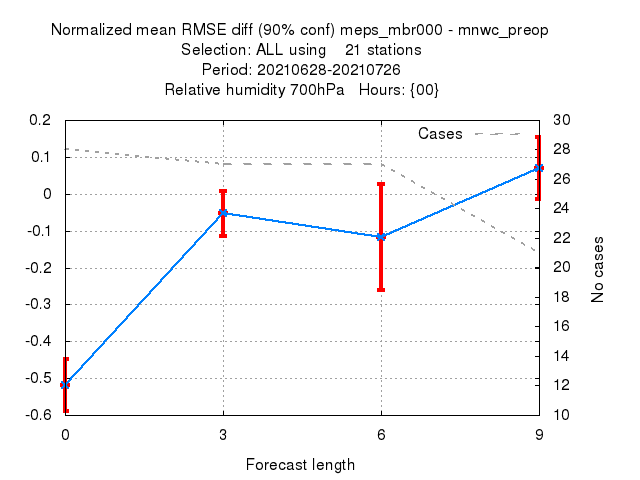 Normalized mean RMSE diff (90% conf) meps_mbr000 - mnwc_preop
Selection: ALL using 21 stations
Period: 20210628-20210726
Relative humidity 700hPa Hours: {00}
Cases
0.2
0.1
0
-0.1
-0.2
-0.3
-0.4
-0.5
-0.6
30
28
26
24
22
20
18
16
14
12
10
No cases
0 3 6 9
Forecast length